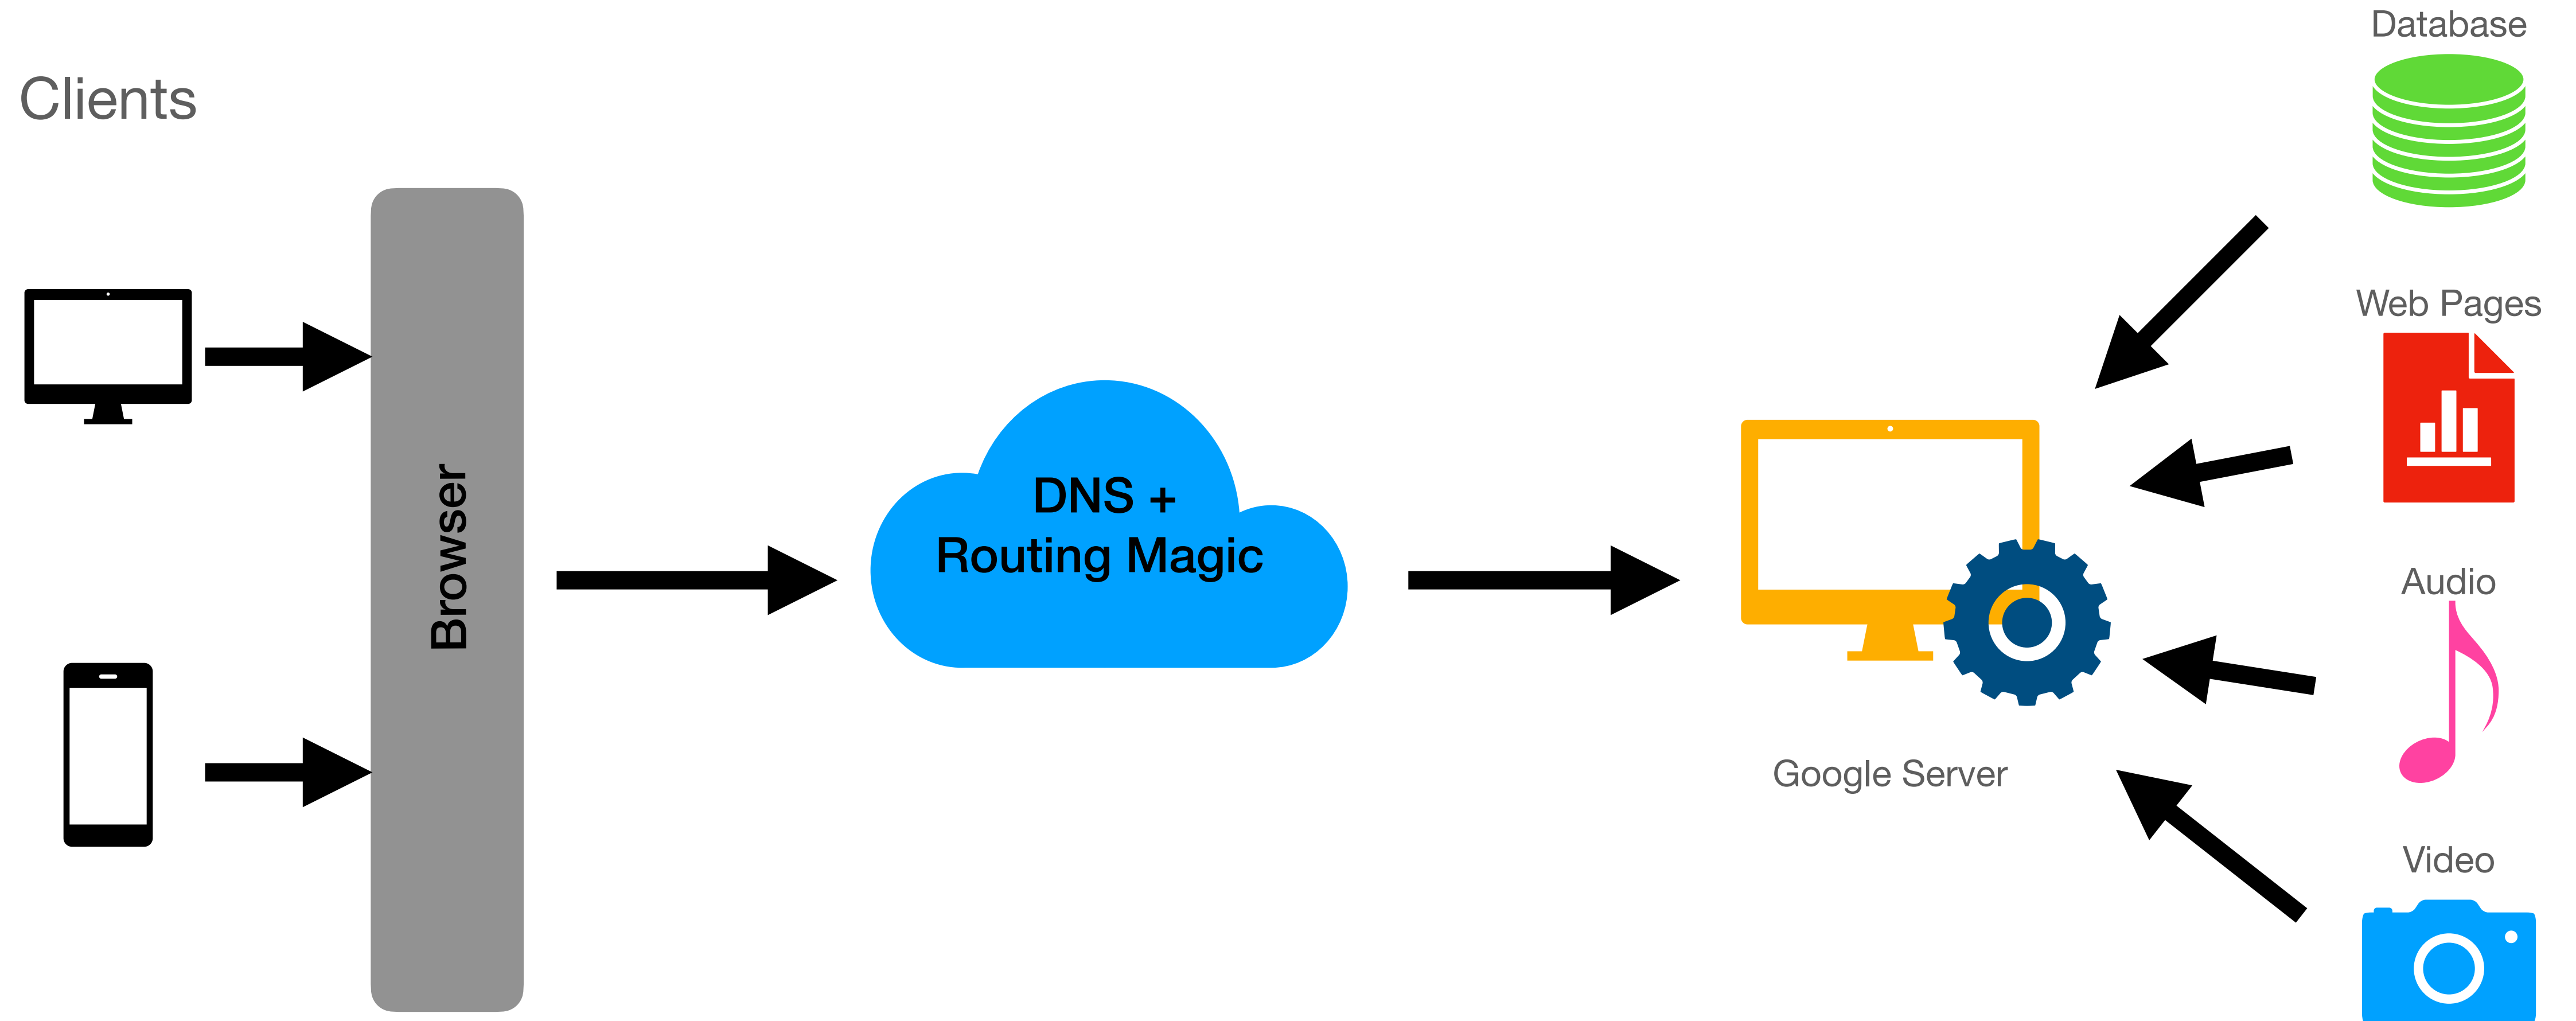 Clients
Browser
DNS +
Routing Magic
Google Server
Database
Web Pages
Audio
Video